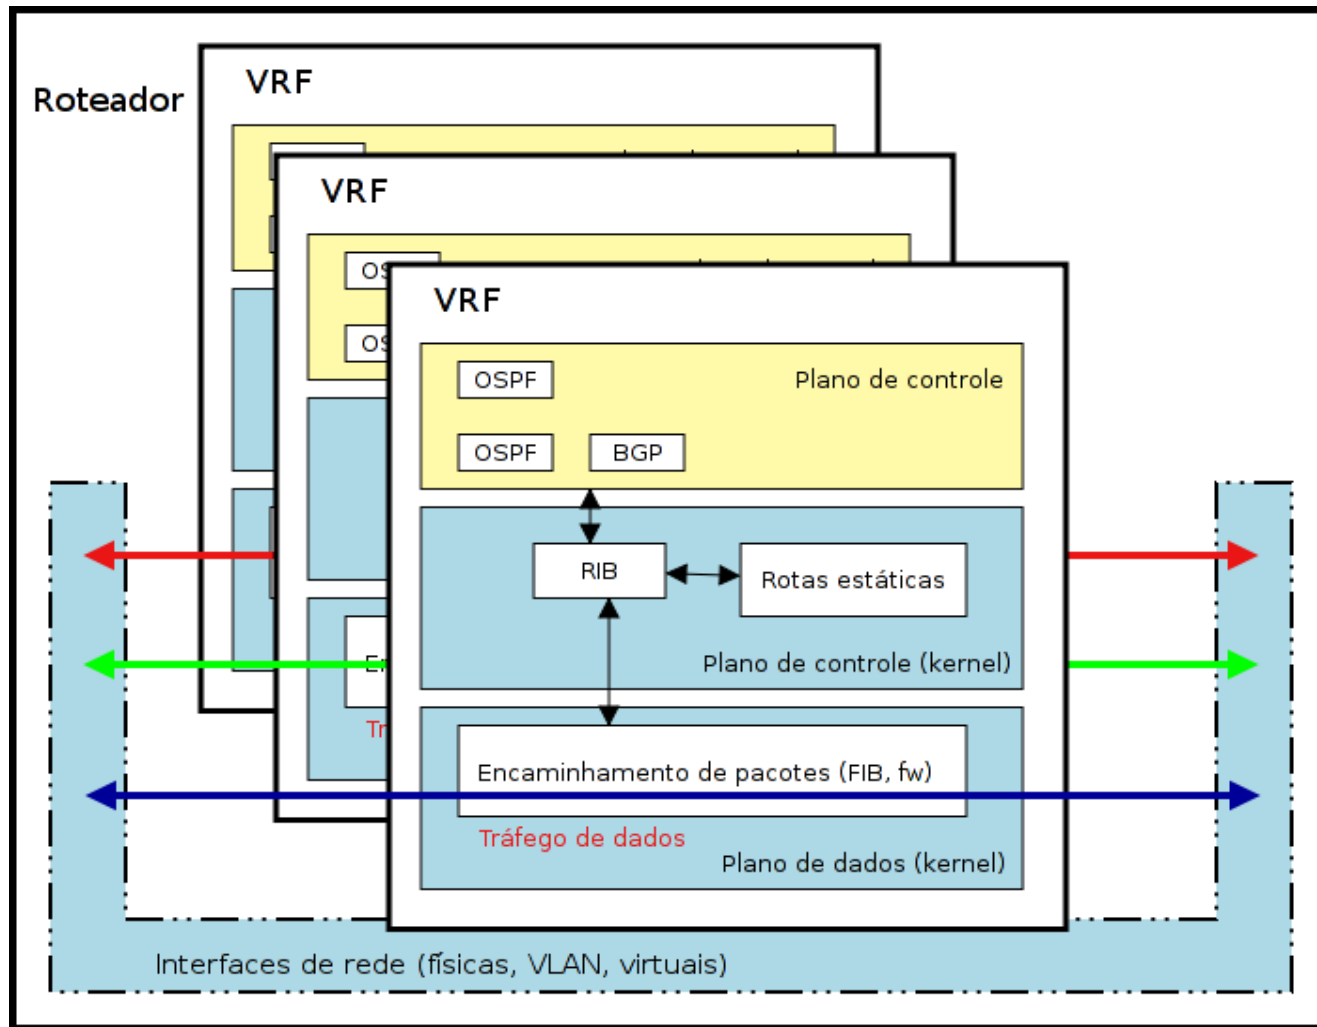 Roteador
VRF
VRF
VRF
OSPF
Plano de controle
OSPF
BGP
RIB
Rotas estáticas
Plano de controle (kernel)
Encaminhamento de pacotes (FIB, fw)
Tráfego de dados
Plano de dados (kernel)
Interfaces de rede (físicas, VLAN, virtuais)